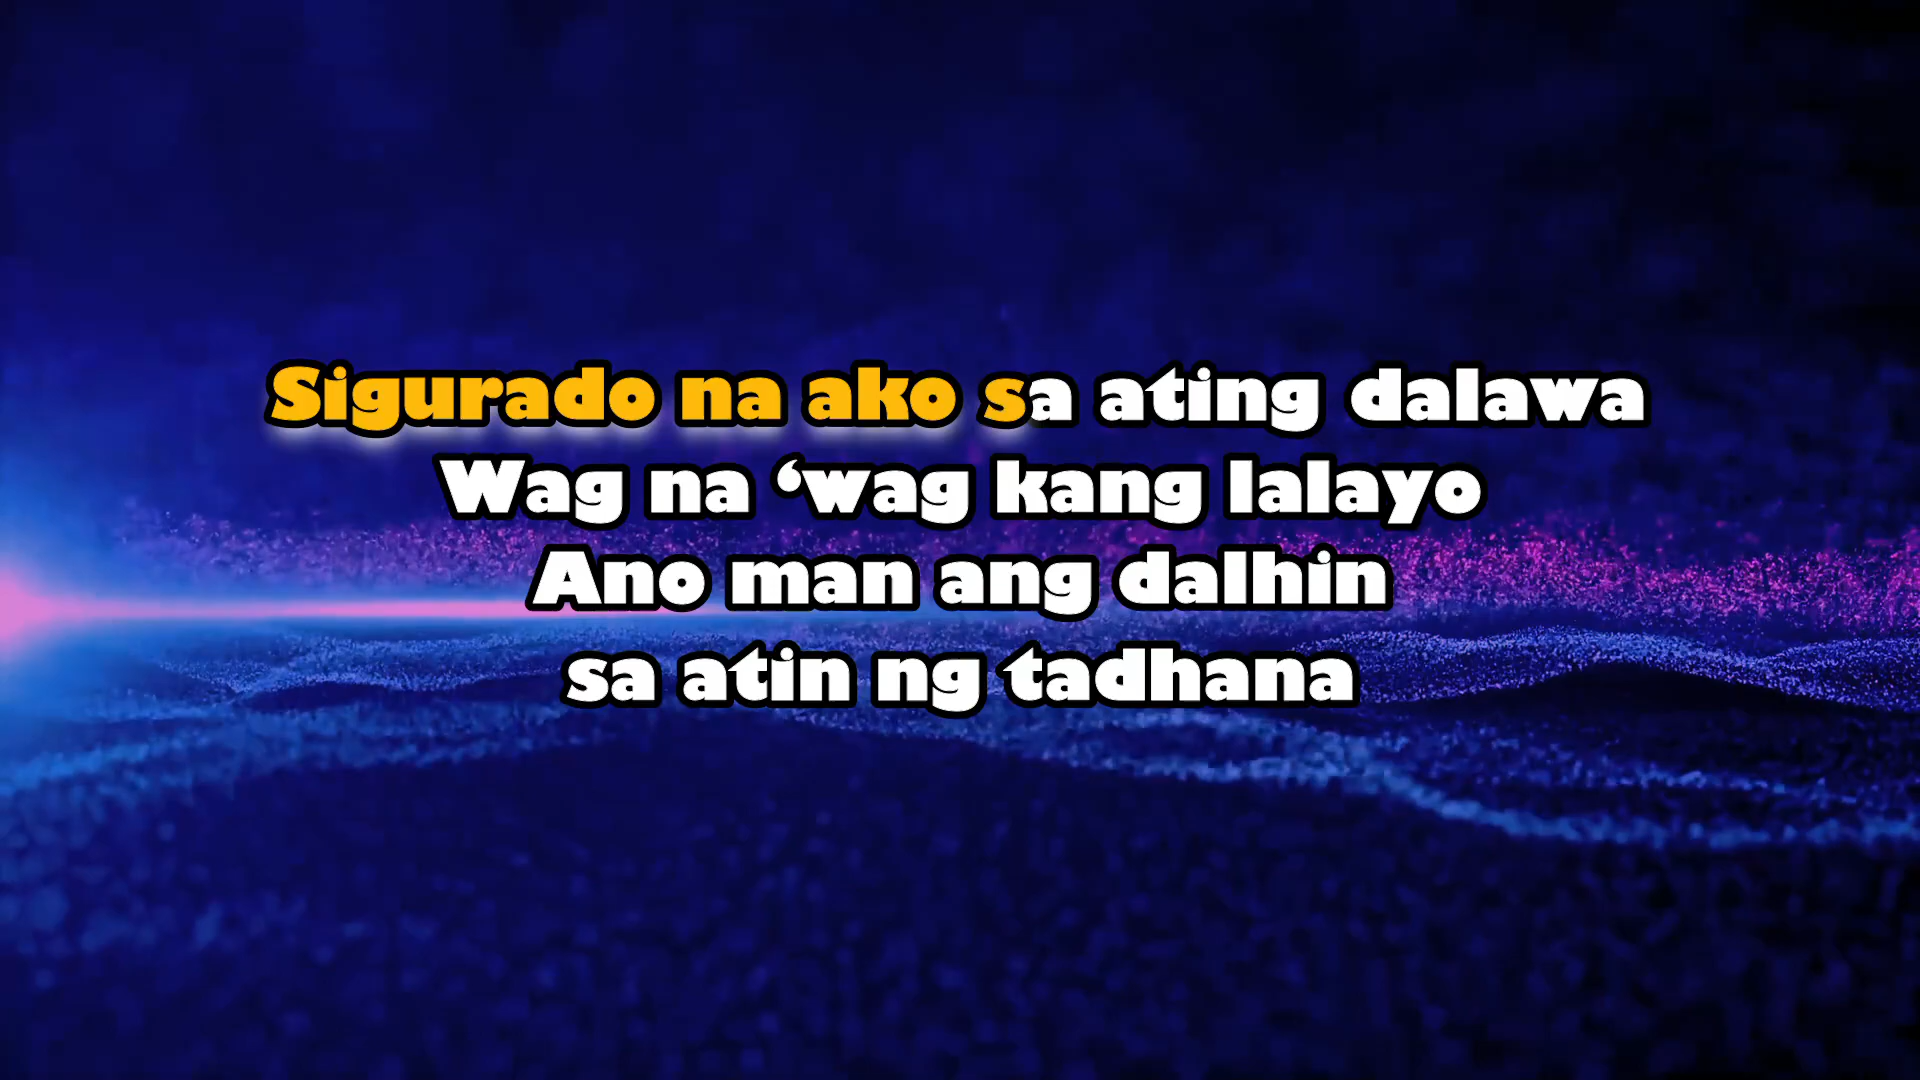 Sigurado na ako sa ating dalawa
Wag na ‘wag kang lalayo
Ano man ang dalhin
sa atin ng tadhana